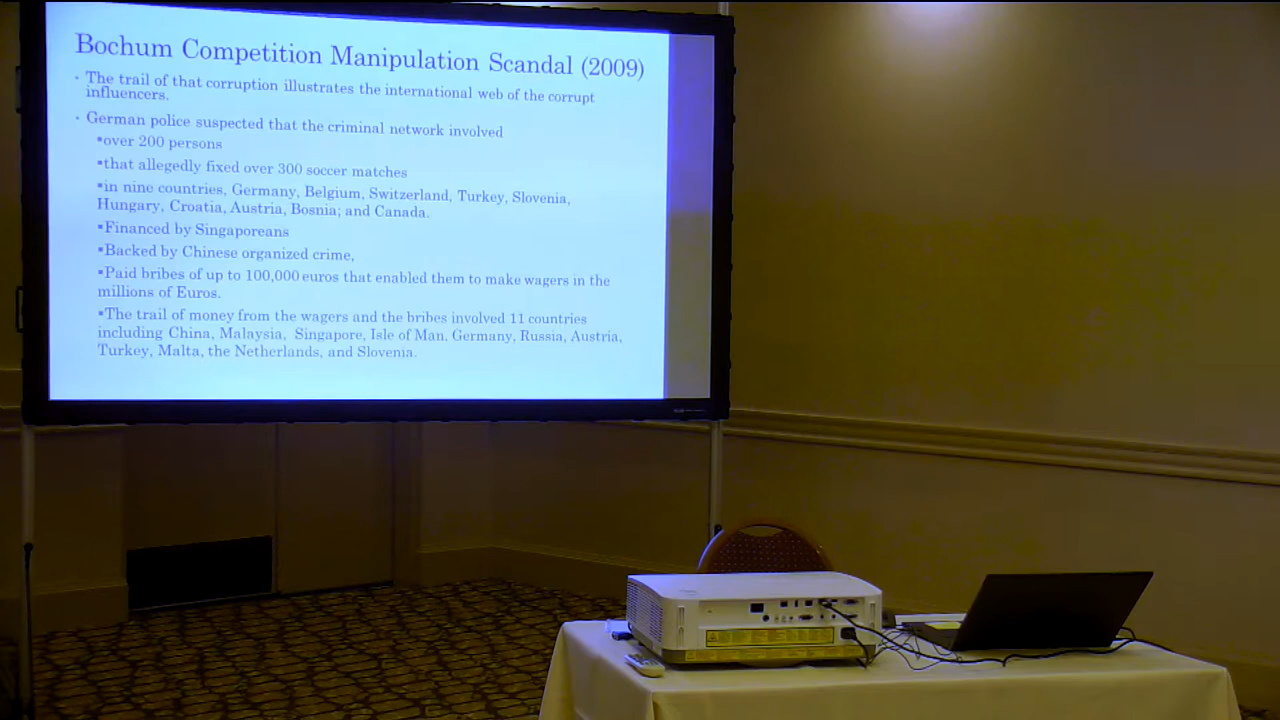 Bochum Competition Manipulation Scandal (2009)
• The trail of that corruption illustrates the international web of the corrupt
influencers.
• German police suspected that the criminal network involved
▪over 200 persons
▪that allegedly fixed over 300 soccer matches
▪in nine countries, Germany, Belgium, Switzerland, Turkey, Slovenia,
Hungary, Croatia, Austria, Bosnia; and Canada.
▪Financed by Singaporeans
▪Backed by Chinese organized crime,
▪Paid bribes of up to 100,000 euros that enabled them to make wagers in the
millions of Euros.
▪The trail of money from the wagers and the bribes involved 11 countries
including China, Malaysia, Singapore, Isle of Man, Germany, Russia, Austria,
Turkey, Malta, the Netherlands, and Slovenia.